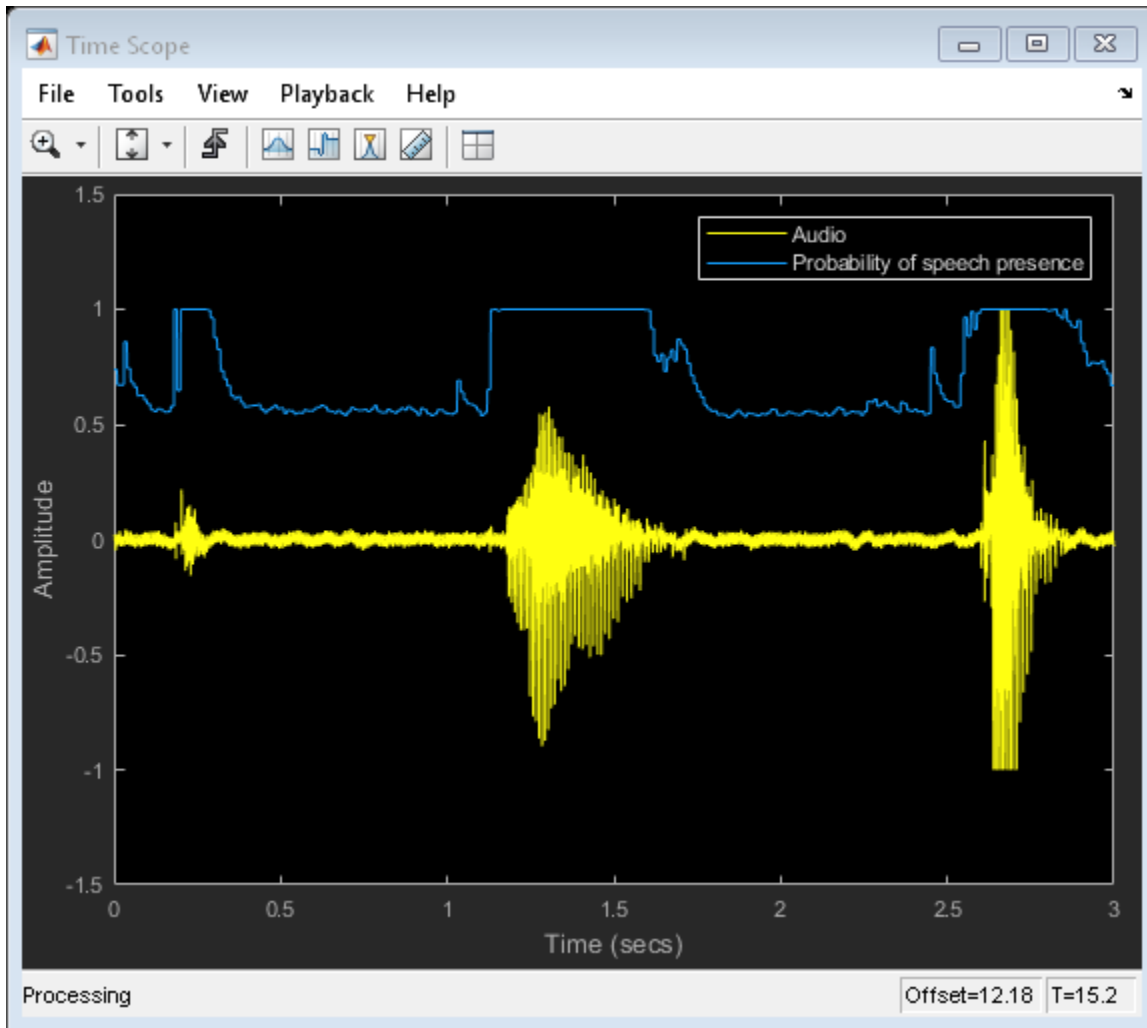 Time Scope
File Tools View Playback Help
1.5
Audio
Probability of speech presence
1
0.5
0
-0.5
-1
-1.5
Amplitude
0 0.5 1 1.5 2 2.5 3
Time (secs)
Processing Offset=12.18 T=15.2